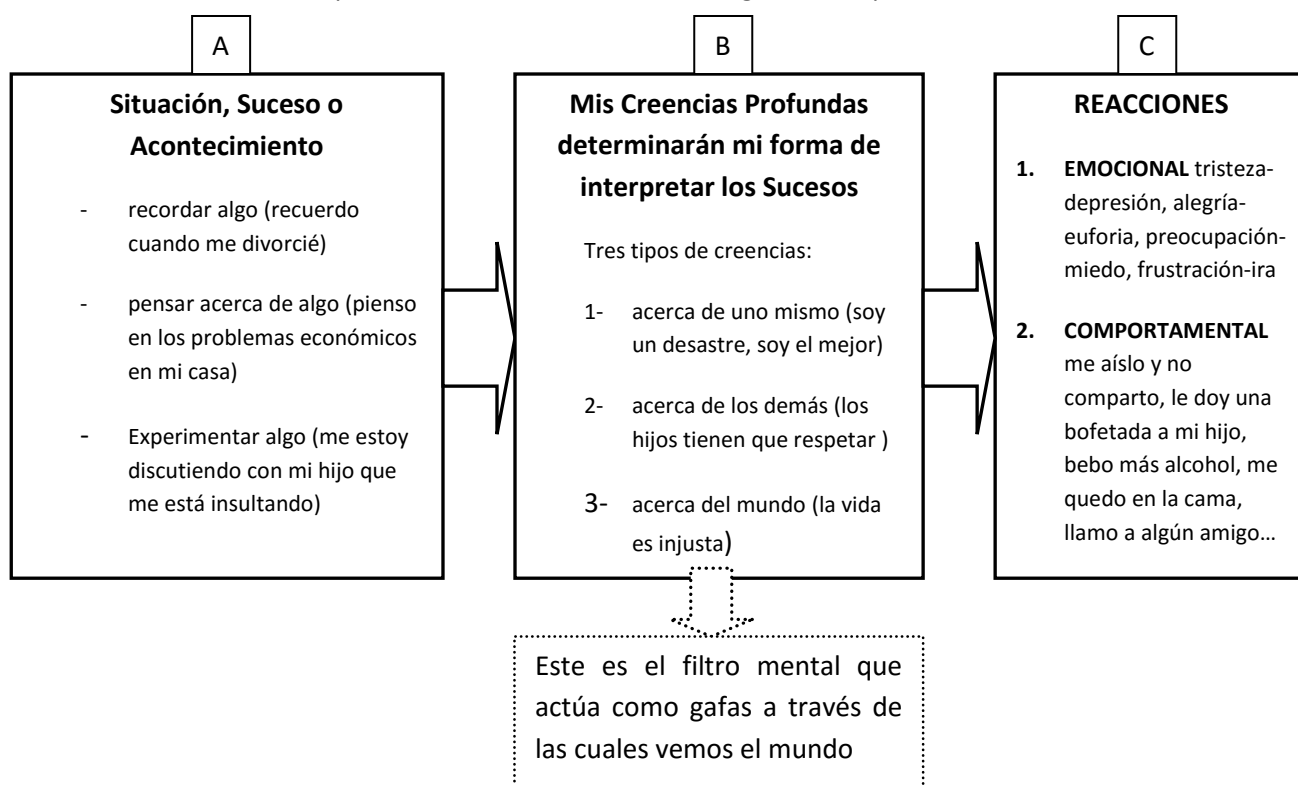 A
Situación, Suceso o
Acontecimiento
- recordar algo (recuerdo
cuando me divorcié)
- pensar acerca de algo (pienso
en los problemas económicos
en mi casa)
- Experimentar algo (me estoy
discutiendo con mi hijo que
me está insultando)
B
Mis Creencias Profundas
determinarán mi forma de
interpretar los Sucesos
Tres tipos de creencias:
1- acerca de uno mismo (soy
un desastre, soy el mejor)
2- acerca de los demás (los
hijos tienen que respetar )
3- acerca del mundo (la vida
es injusta)
Este es el filtro mental que
actúa como gafas a través de
las cuales vemos el mundo
C
REACCIONES
1. EMOCIONAL tristeza-
depresión, alegría-
euforia, preocupación-
miedo, frustración-ira
2. COMPORTAMENTAL
me aíslo y no
comparto, le doy una
bofetada a mi hijo,
bebo más alcohol, me
quedo en la cama,
llamo a algún amigo…